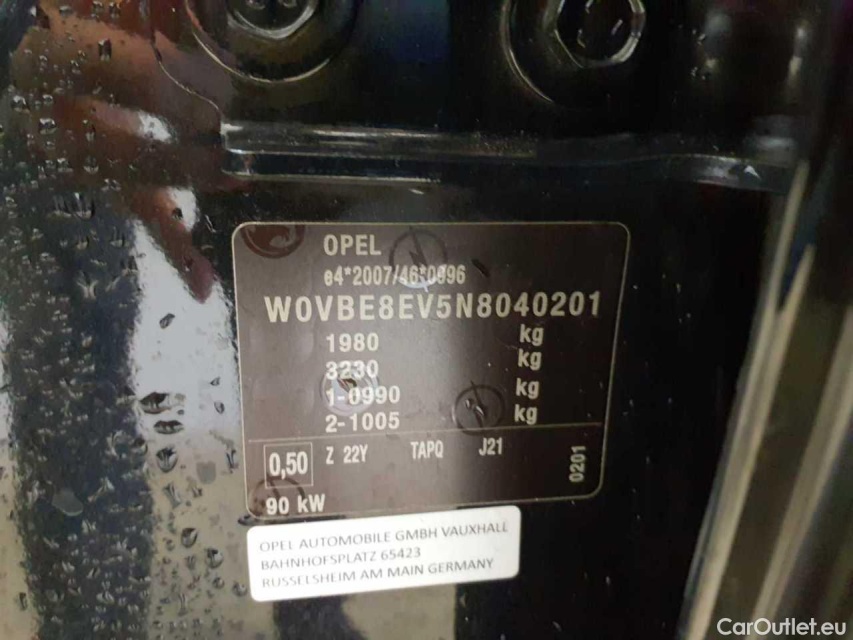 OPEL
e4*2007/46*0996
W0VBE8EV5N8040201
1980 kg
3230 kg
1-0990 kg
2-1005 kg
0,50 Z 22Y TAPQ J21 0201
90 kW
OPEL AUTOMOBILE GMBH VAUXHALL
BAHNHOFSPLATZ 65423
RUSSELSHEIM AM MAIN GERMANY
CarOutlet.eu